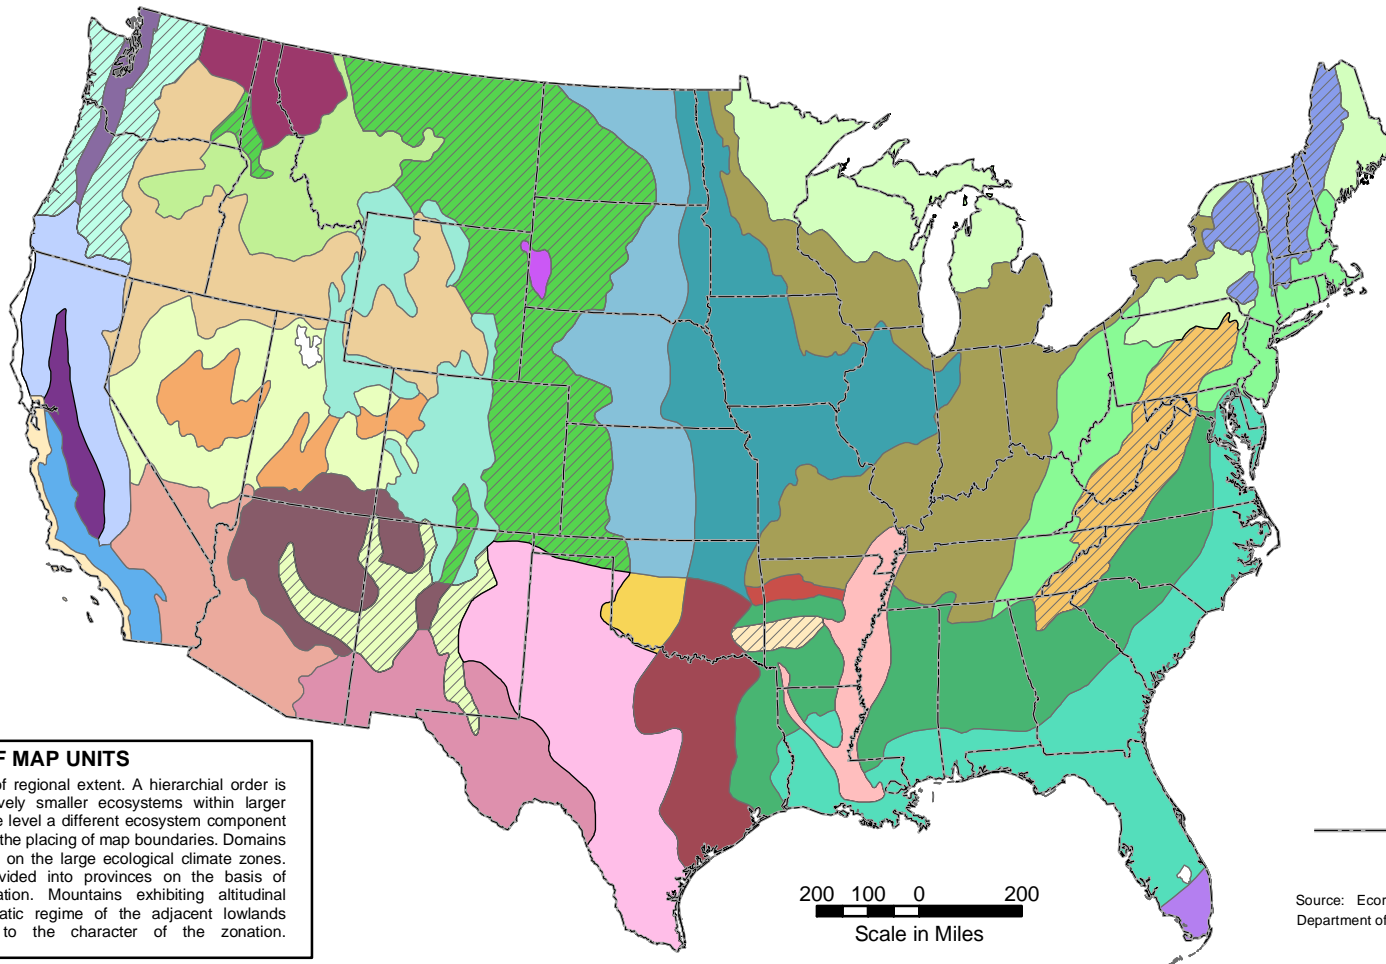 F MAP UNITS
of regional extent. A hierarchial order is
vely smaller ecosystems within larger
e level a different ecosystem component
the placing of map boundaries. Domains
on the large ecological climate zones.
vided into provinces on the basis of
ation. Mountains exhibiting altitudinal
atic regime of the adjacent lowlands
to the character of the zonation.
200 100 0 200
Scale in Miles
Source: Econ
Department of